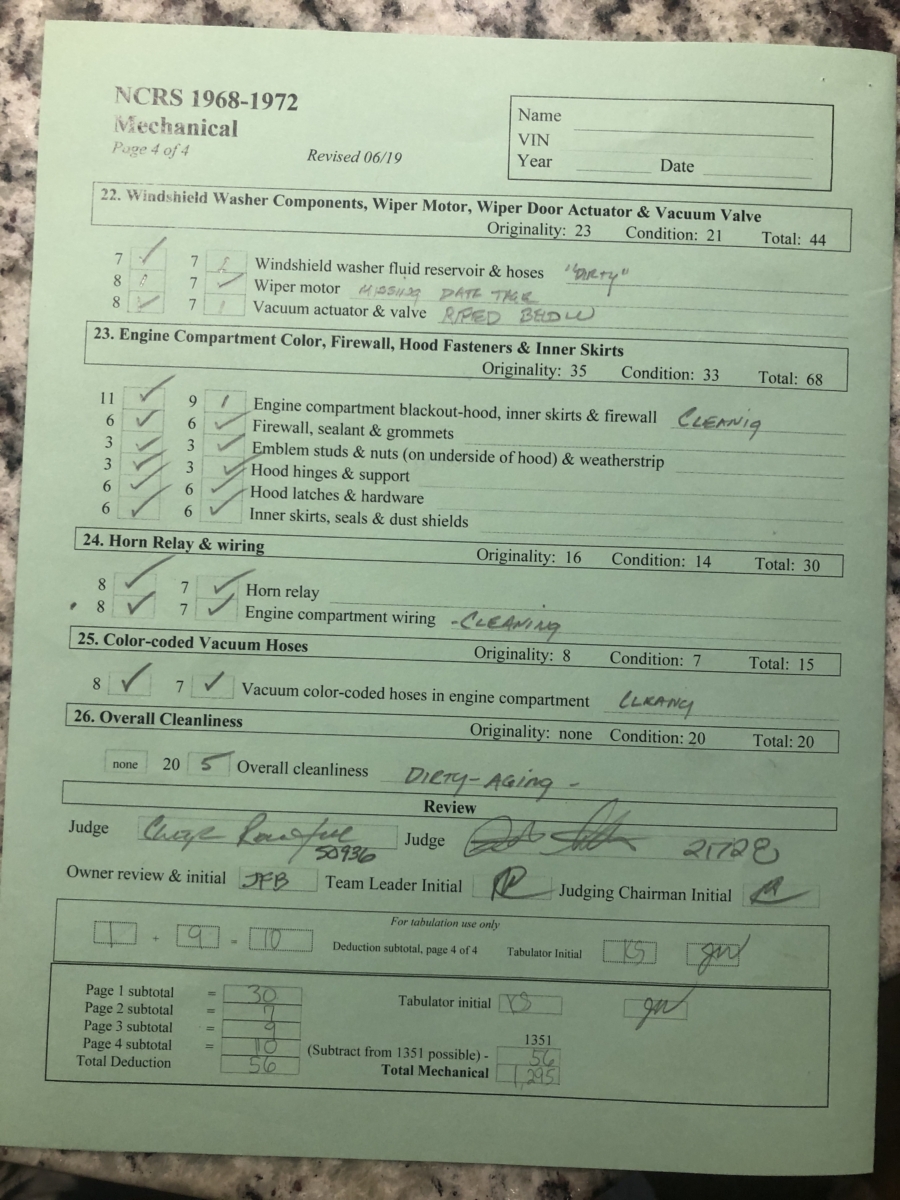 NCRS 1968-1972
Mechanical
Page 4 of 4
Revised 06/19
Name
VIN
Year Date
22. Windshield Washer Components, Wiper Motor, Wiper Door Actuator & Vacuum Valve
Originality: 23 Condition: 21 Total: 44
7 ✓ 7 2 Windshield washer fluid reservoir & hoses "DIRTY"
8 7 ✓ Wiper motor MISSING DATE
8 ✓ 7 1 Vacuum actuator & valve BELOW
23. Engine Compartment Color, Firewall, Hood Fasteners & Inner Skirts
Originality: 35 Condition: 33 Total: 68
11 ✓ 9 1 Engine compartment blackout-hood, inner skirts & firewall
6 ✓ 6 ✓ Firewall, sealant & grommets
3 ✓ 3 ✓ Emblem studs & nuts (on underside of hood) & weatherstrip
3 ✓ 3 ✓ Hood hinges & support
6 ✓ 6 ✓ Hood latches & hardware
6 ✓ 6 ✓ Inner skirts, seals & dust shields
24. Horn Relay & wiring Originality: 16 Condition: 14 Total: 30
8 ✓ 7 ✓ Horn relay
8 ✓ 7 ✓ Engine compartment wiring - CLEANING
25. Color-coded Vacuum Hoses Originality: 8 Condition: 7 Total: 15
8 ✓ 7 ✓ Vacuum color-coded hoses in engine compartment
26. Overall Cleanliness Originality: none Condition: 20 Total: 20
none 20 5 Overall cleanliness DIRTY-AGING -
Review
Judge 50936 Judge 21728
Owner review & initial JFB Team Leader Initial Judging Chairman Initial
For tabulation use only
1 + 9 = 10 Deduction subtotal, page 4 of 4 Tabulator Initial KS
Page 1 subtotal = 30 Tabulator initial KS
Page 2 subtotal = 7
Page 3 subtotal = 9
Page 4 subtotal = 10 (Subtract from 1351 possible) - 1351
Total Deduction 56 56
Total Mechanical 1,295